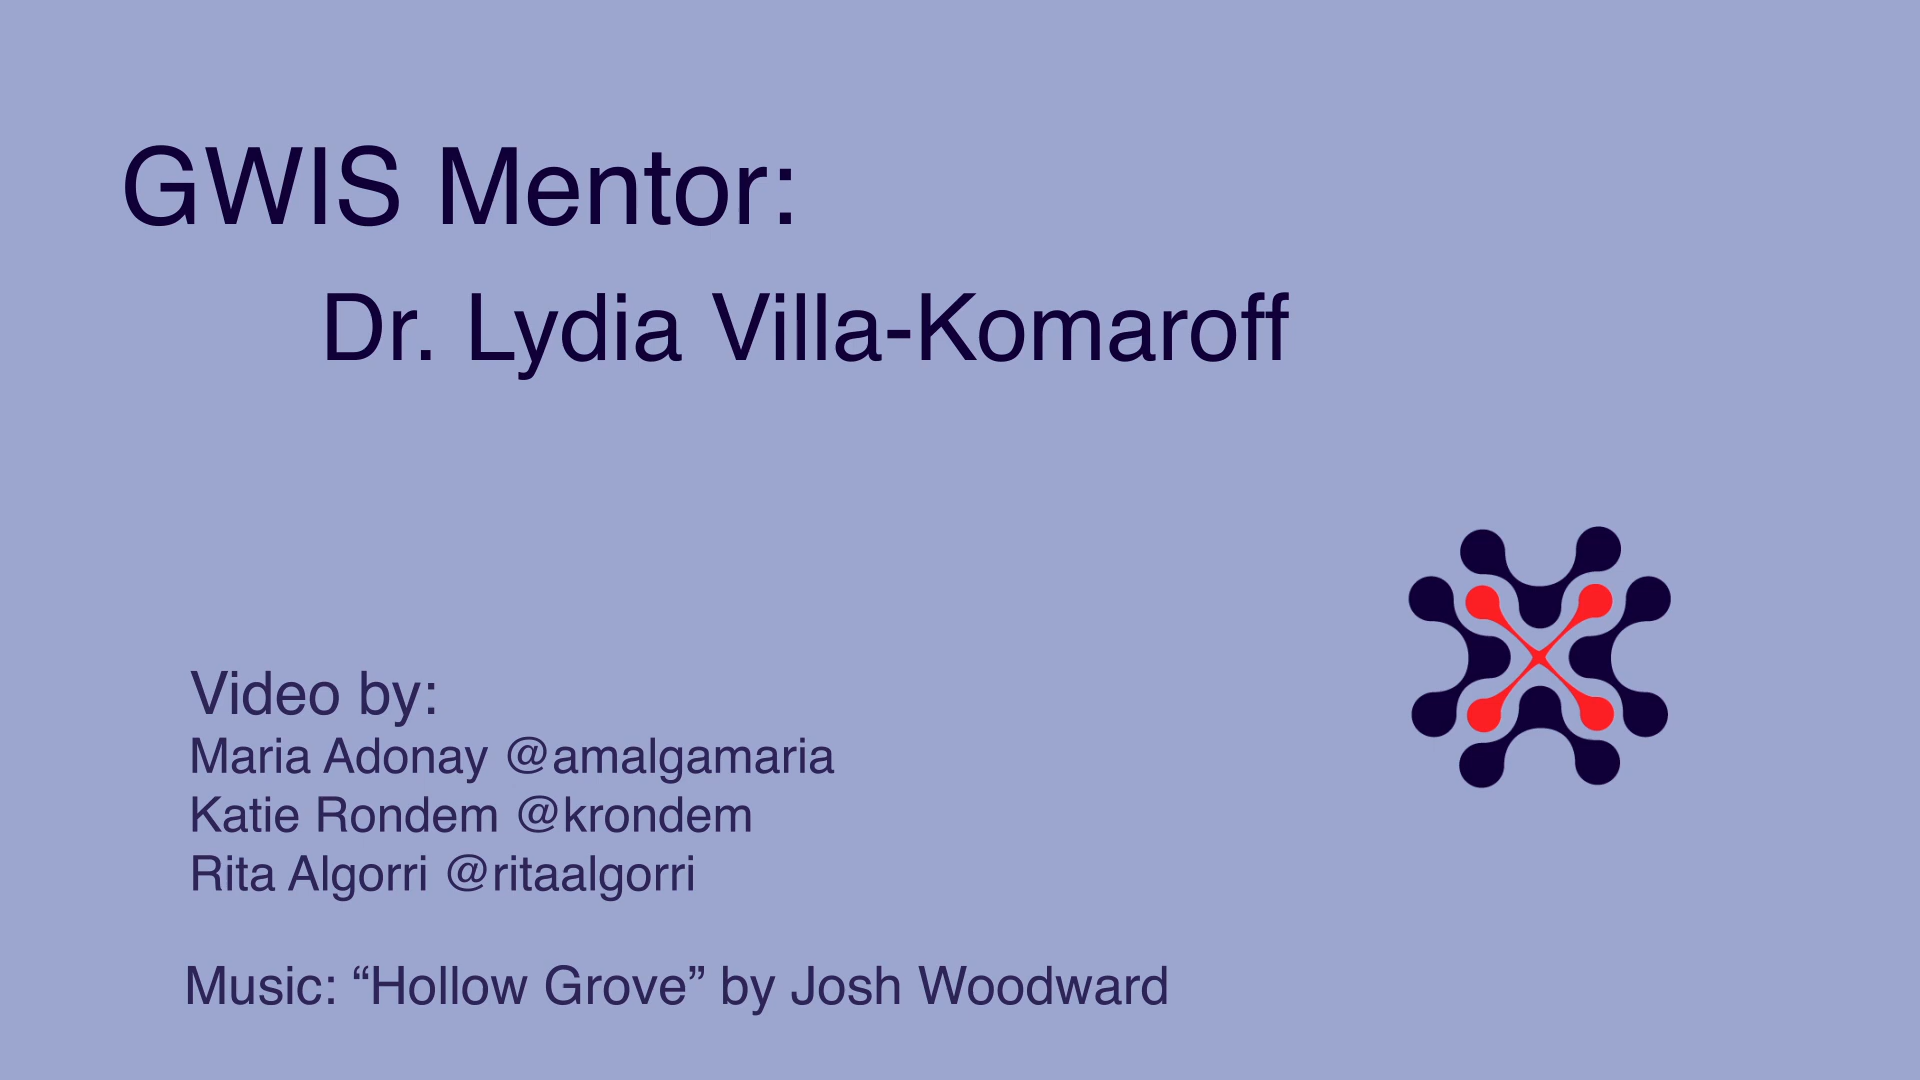 GWIS Mentor:
Dr. Lydia Villa-Komaroff
Video by:
Maria Adonay @amalgamaria
Katie Rondem @krondem
Rita Algorri @ritaalgorri
Music: “Hollow Grove” by Josh Woodward